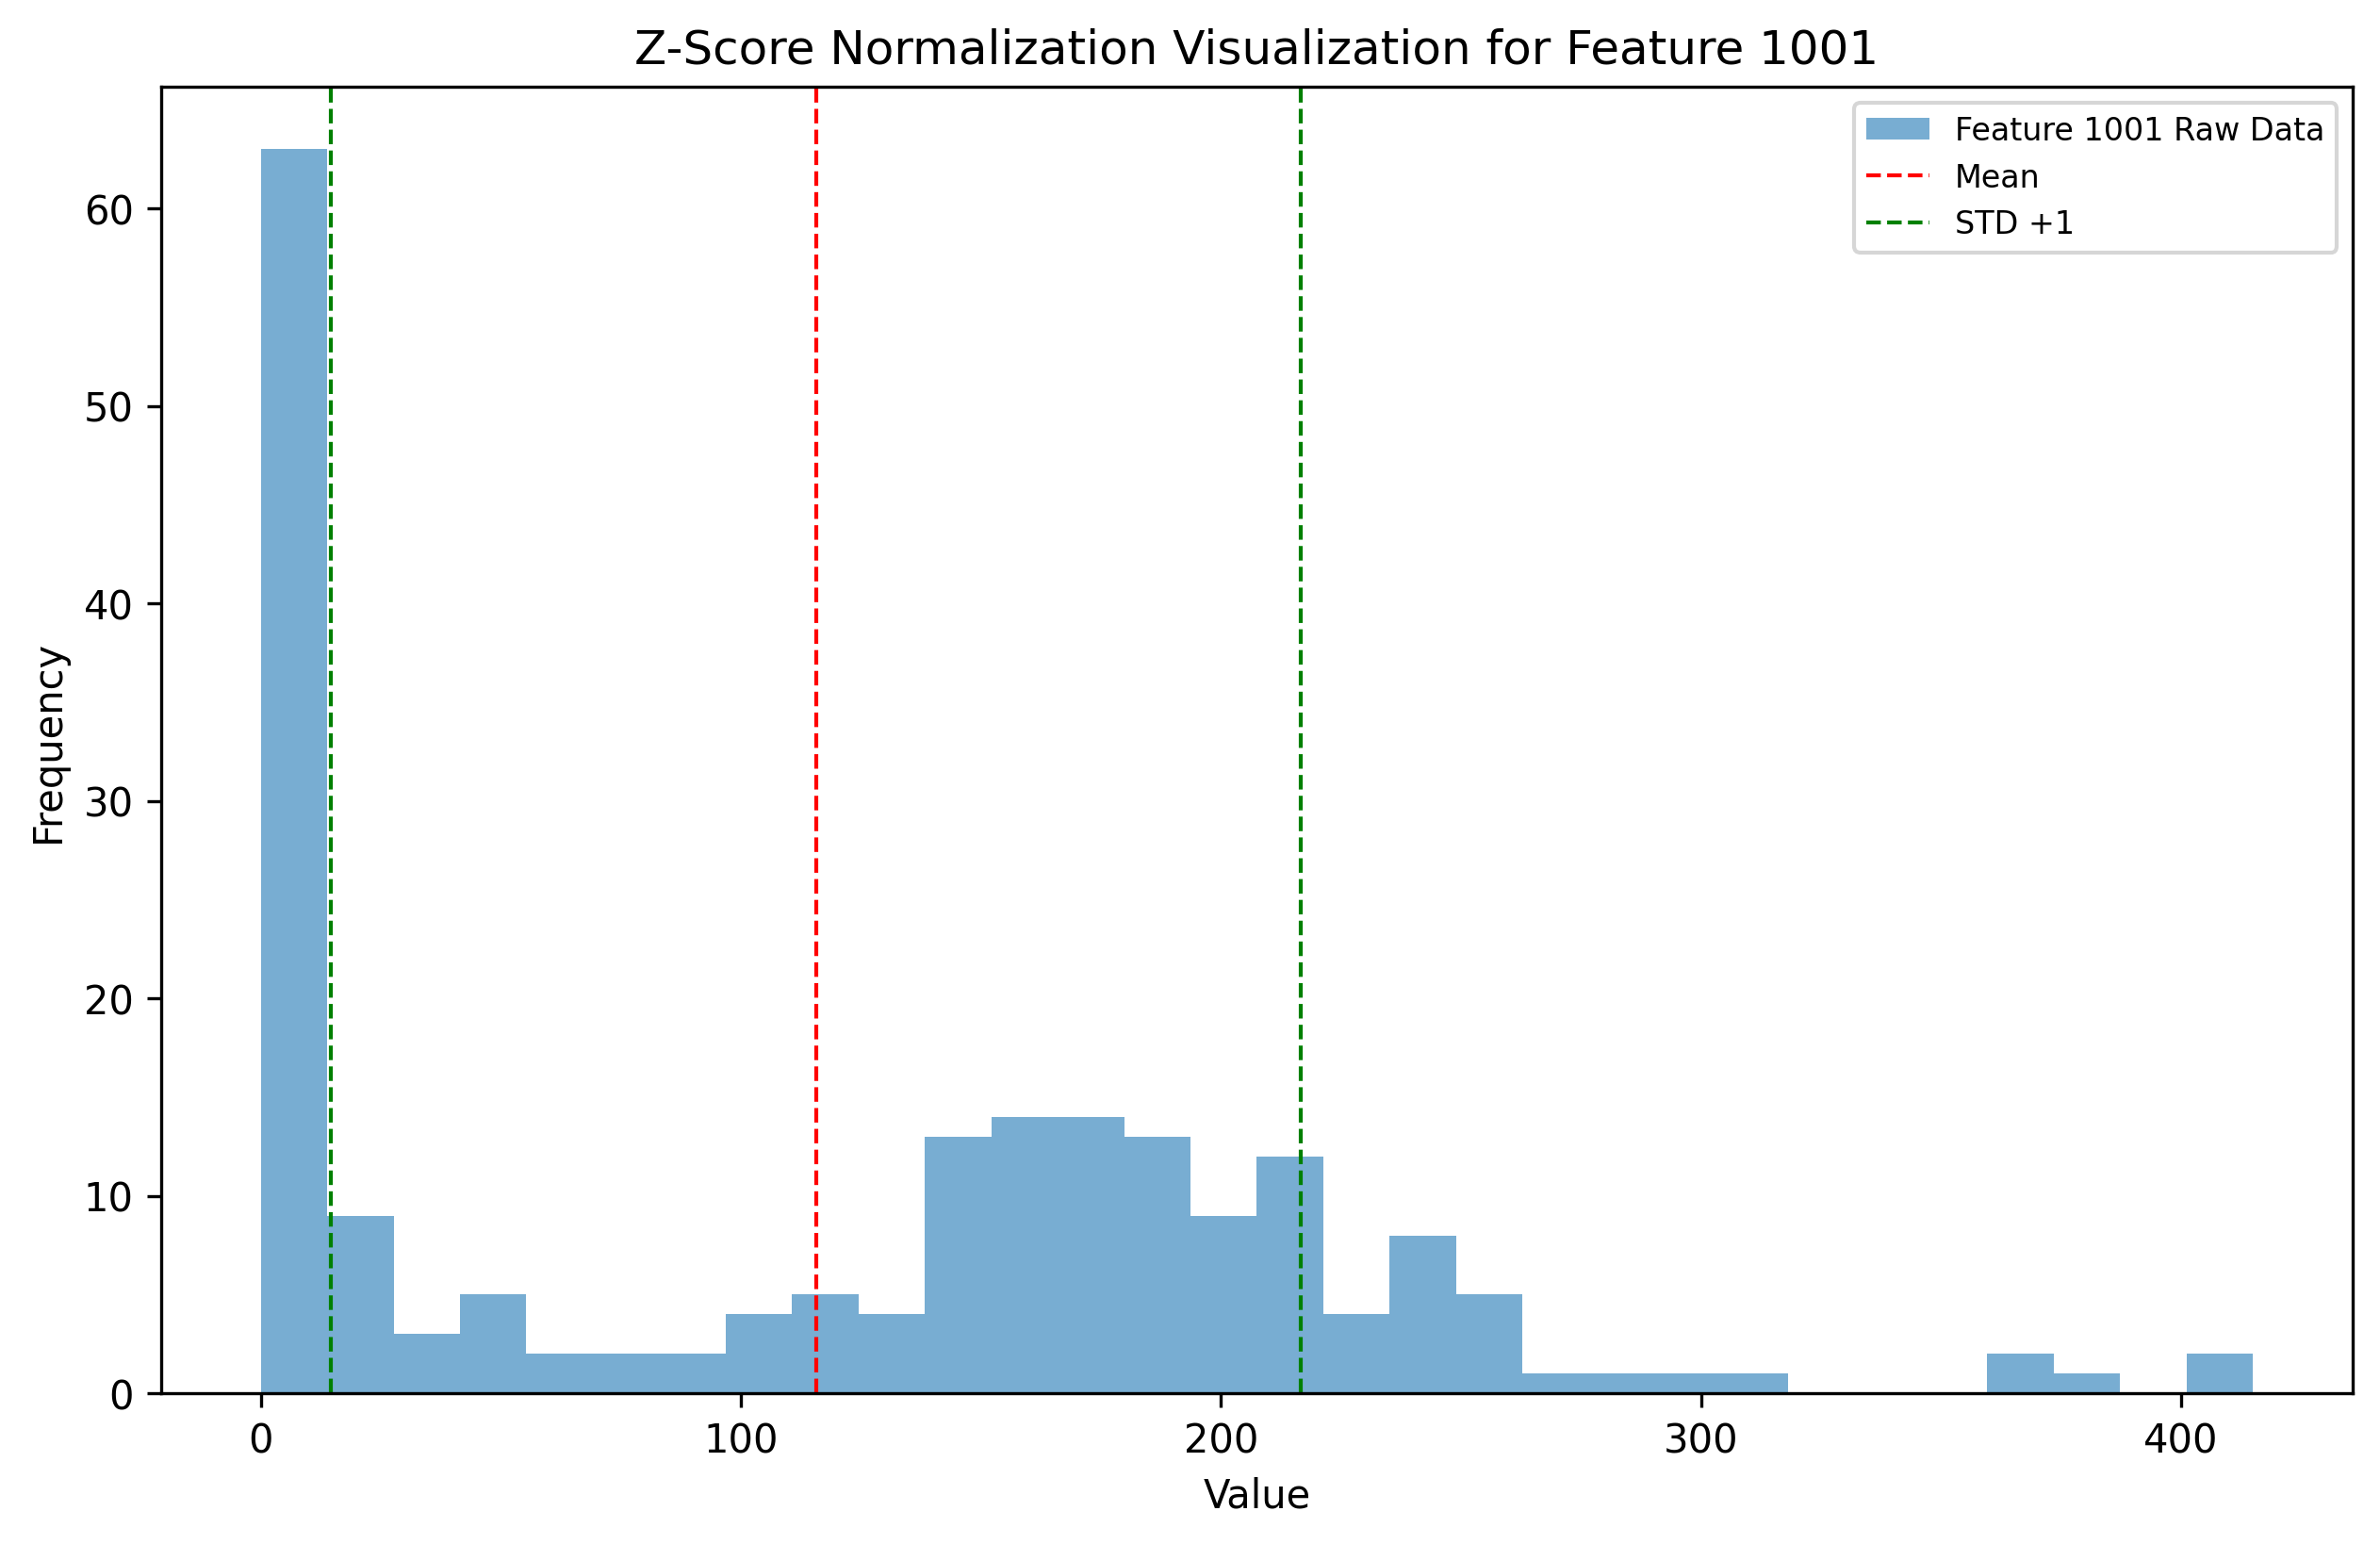 Z-Score Normalization Visualization for Feature 1001
Feature 1001 Raw Data
Mean
STD +1
60
50
40
30
20
10
0
Frequency
0 100 200 300 400
Value